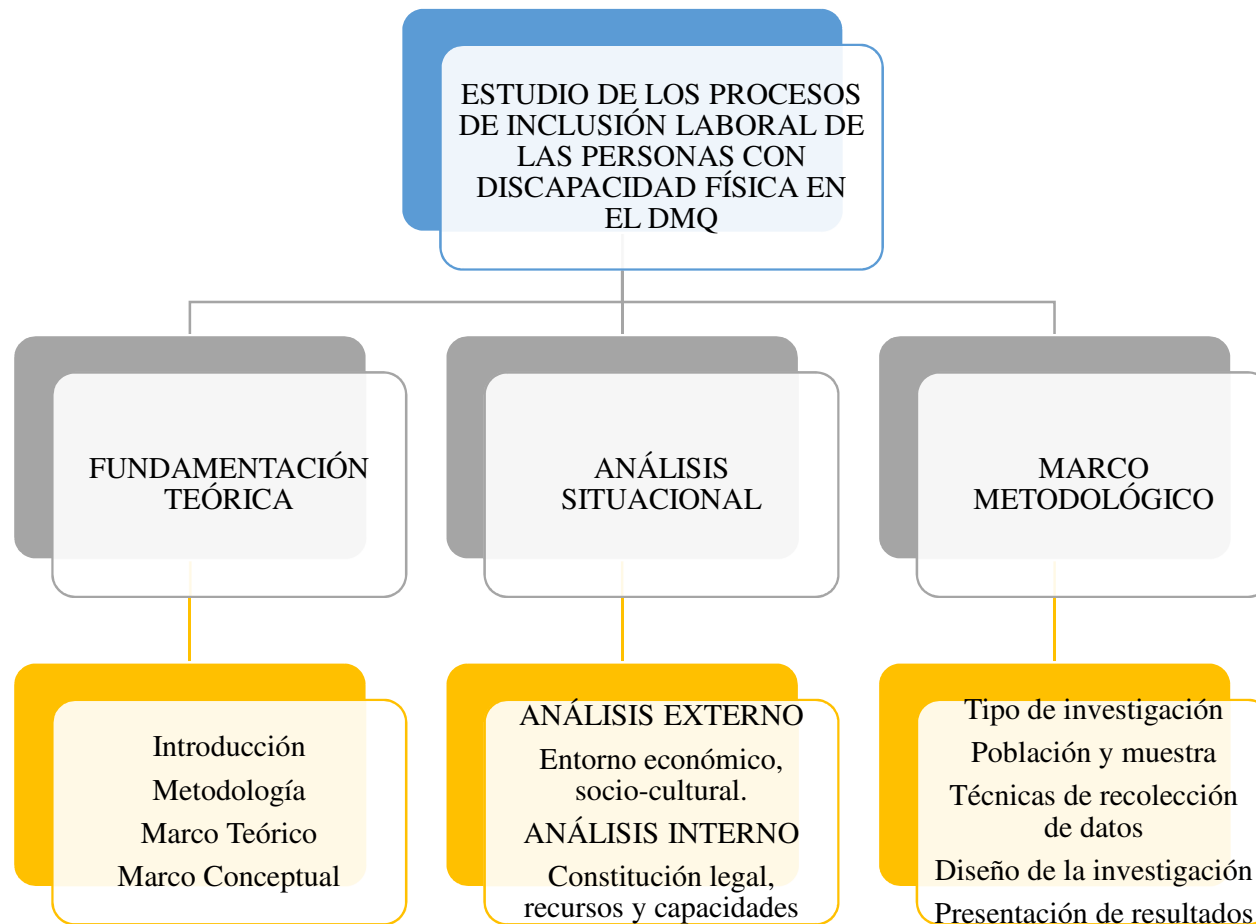 ESTUDIO DE LOS PROCESOS
DE INCLUSIÓN LABORAL DE
LAS PERSONAS CON
DISCAPACIDAD FÍSICA EN
EL DMQ
FUNDAMENTACIÓN
TEÓRICA
ANÁLISIS
SITUACIONAL
MARCO
METODOLÓGICO
Introducción
Metodología
Marco Teórico
Marco Conceptual
ANÁLISIS EXTERNO
Entorno económico,
socio-cultural.
ANÁLISIS INTERNO
Constitución legal,
recursos y capacidades
Tipo de investigación
Población y muestra
Técnicas de recolección
de datos
Diseño de la investigación
Presentación de resultados